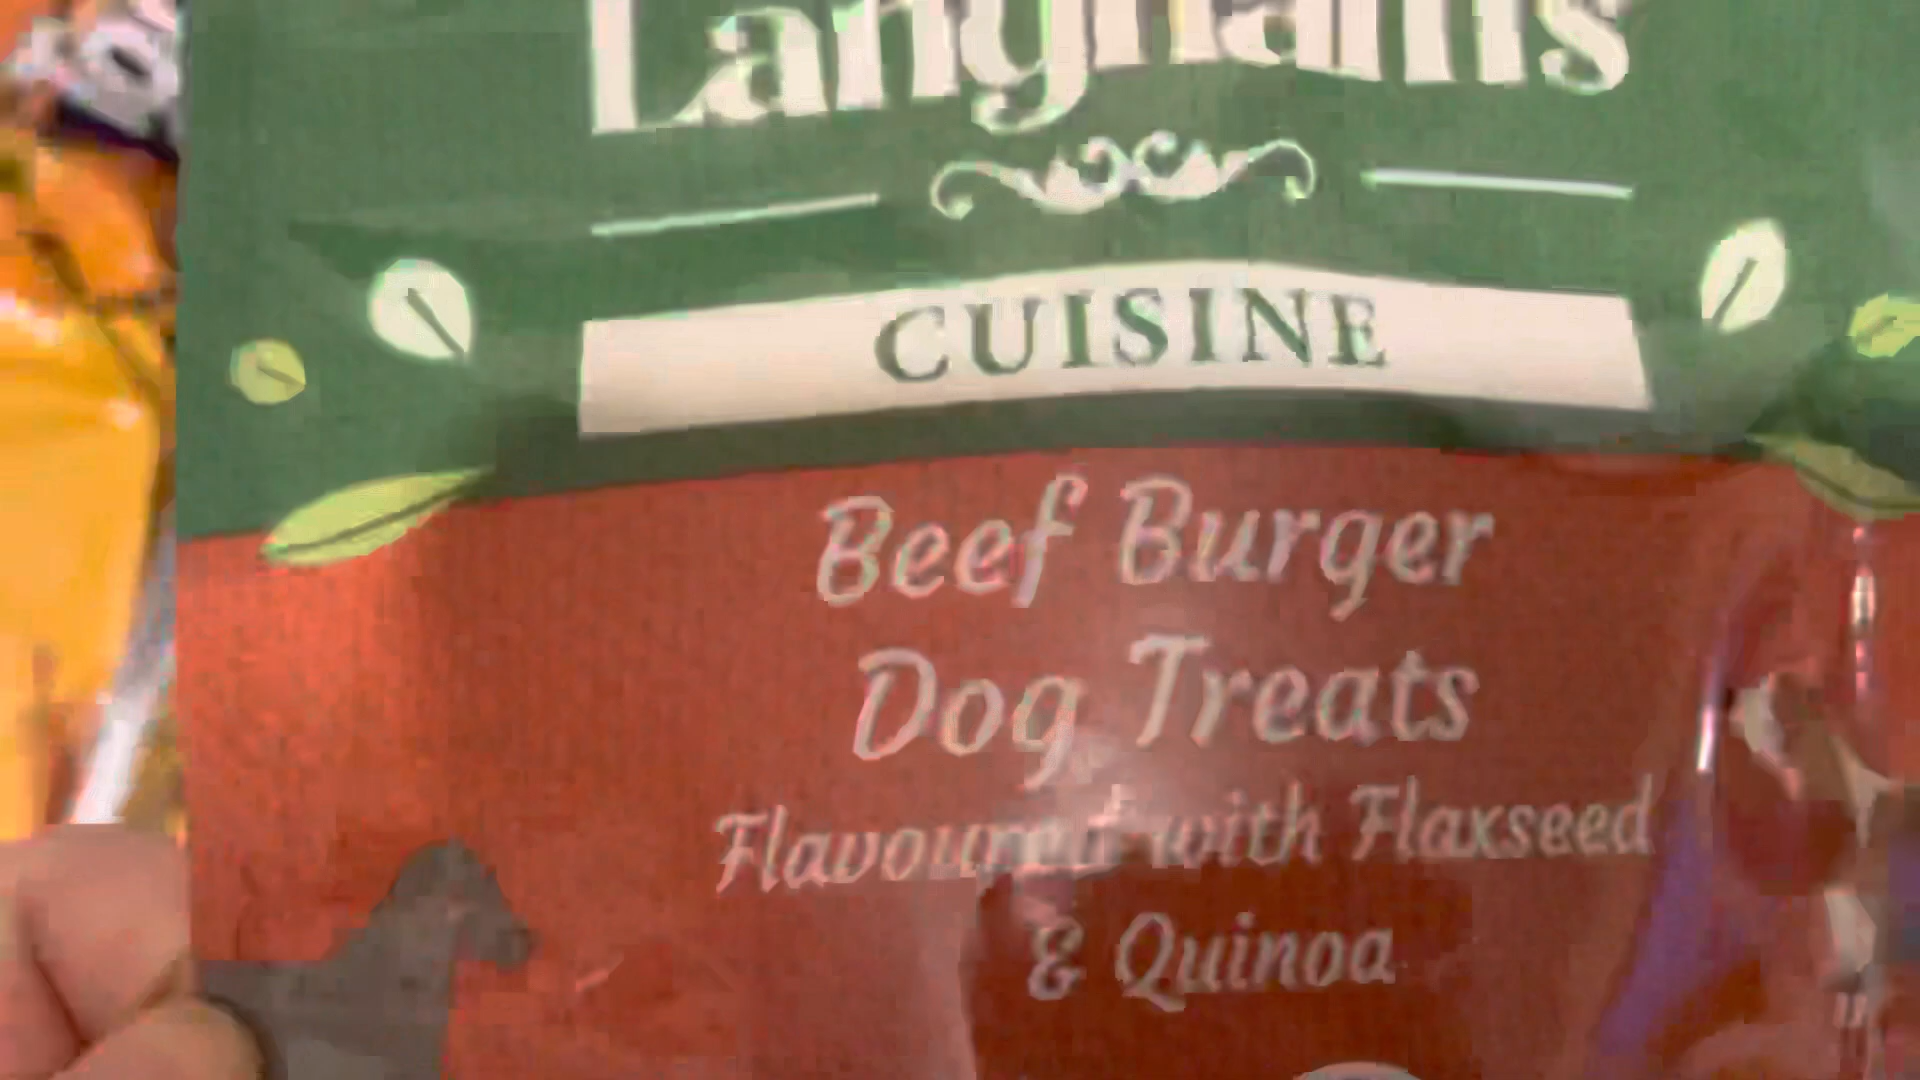 Langhams
CUISINE
Beef Burger
Dog Treats
Flavoured with Flaxseed
& Quinoa